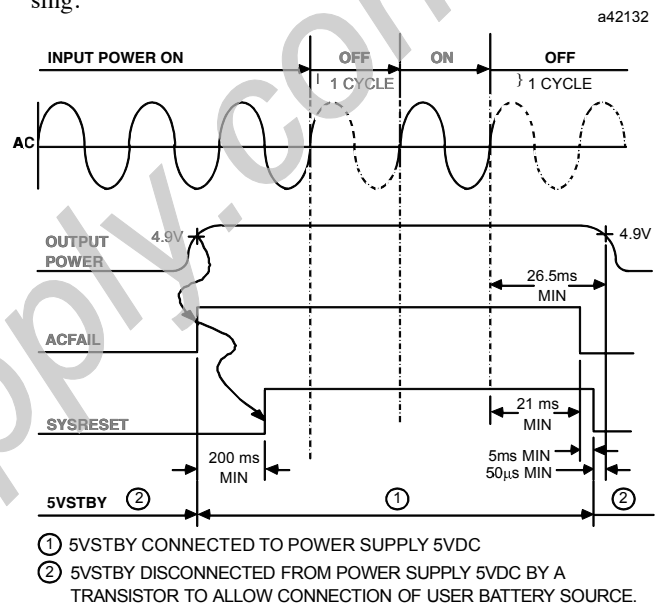 sing.
a42132
INPUT POWER ON OFF ON OFF
1 CYCLE } 1 CYCLE
AC
OUTPUT POWER
4.9V 4.9V
26.5ms MIN
ACFAIL
21 ms MIN
SYSRESET
200 ms MIN
5ms MIN
50µs MIN
5VSTBY ② ① ②
① 5VSTBY CONNECTED TO POWER SUPPLY 5VDC
② 5VSTBY DISCONNECTED FROM POWER SUPPLY 5VDC BY A
TRANSISTOR TO ALLOW CONNECTION OF USER BATTERY SOURCE.
pply.com